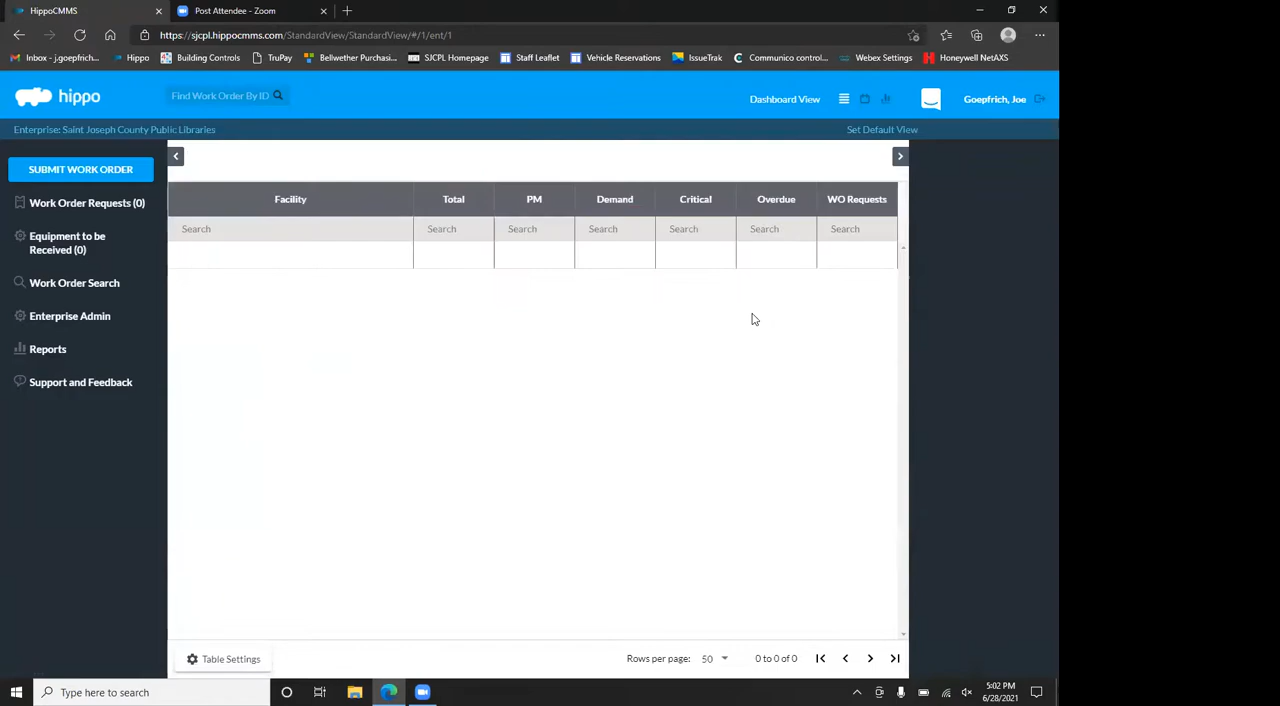 HippoCMMS
Post Attendee - Zoom
https://sjcpl.hippocmms.com/StandardView/StandardView/#/1/ent/1
Inbox - j.goepfrich... Hippo Building Controls TruPay Bellwether Purchasi... SJCPL Homepage Staff Leaflet Vehicle Reservations IssueTrak Communico control... Webex Settings Honeywell NetAXS
hippo Find Work Order By ID Dashboard View Goepfrich, Joe
Enterprise: Saint Joseph County Public Libraries Set Default View
SUBMIT WORK ORDER
Work Order Requests (0)
Equipment to be
Received (0)
Work Order Search
Enterprise Admin
Reports
Support and Feedback
Facility Total PM Demand Critical Overdue WO Requests
Search Search Search Search Search Search Search
Table Settings Rows per page: 50 0 to 0 of 0
Type here to search
5:02 PM
6/28/2021